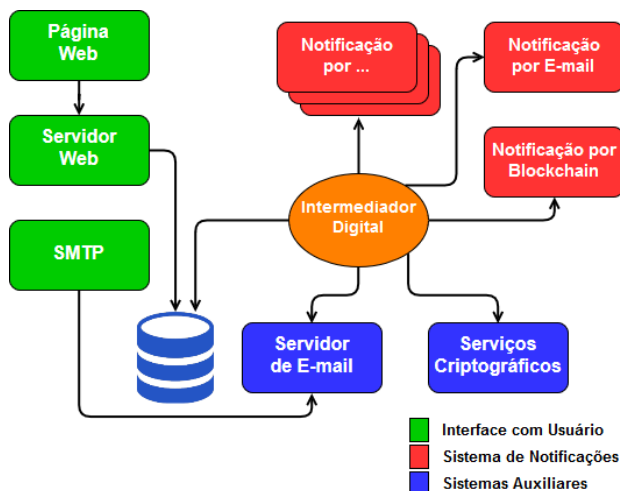 Página
Web
Notificação
por ...
Notificação
por E-mail
Servidor
Web
Notificação por
Blockchain
Intermediador
Digital
SMTP
Servidor
de E-mail
Serviços
Criptográficos
Interface com Usuário
Sistema de Notificações
Sistemas Auxiliares